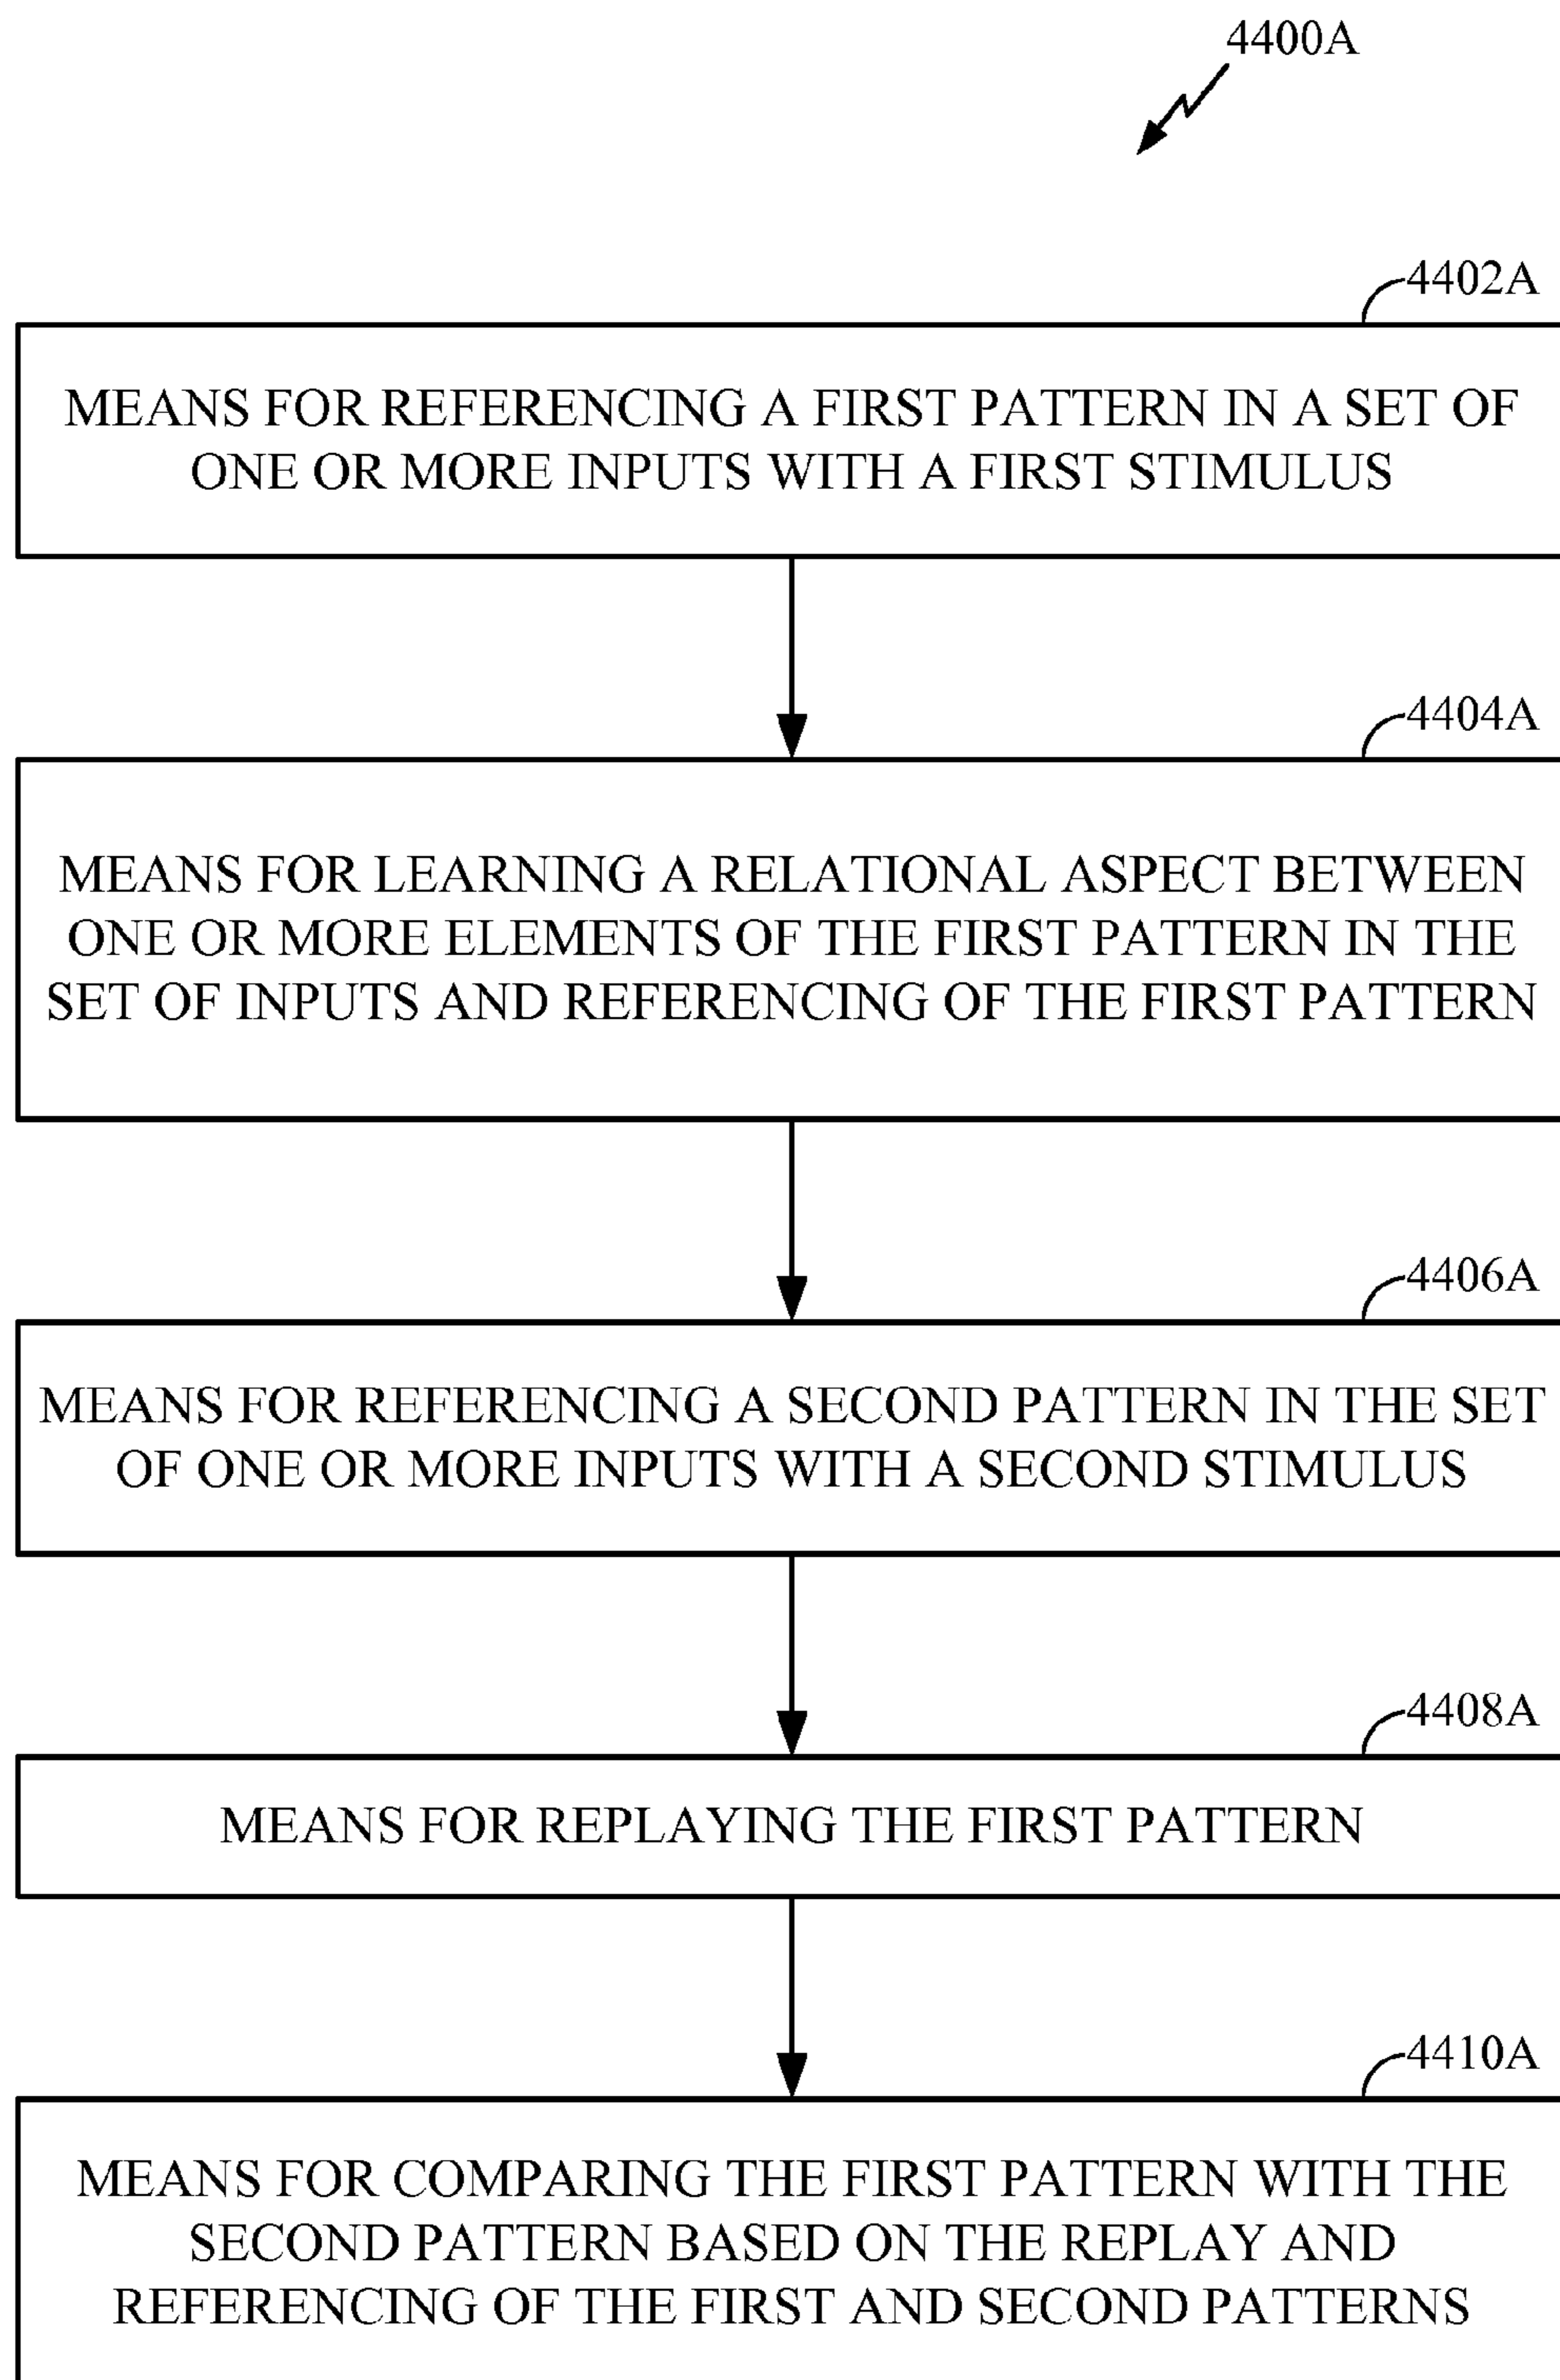 4400A
4402A
MEANS FOR REFERENCING A FIRST PATTERN IN A SET OF
ONE OR MORE INPUTS WITH A FIRST STIMULUS
4404A
MEANS FOR LEARNING A RELATIONAL ASPECT BETWEEN
ONE OR MORE ELEMENTS OF THE FIRST PATTERN IN THE
SET OF INPUTS AND REFERENCING OF THE FIRST PATTERN
4406A
MEANS FOR REFERENCING A SECOND PATTERN IN THE SET
OF ONE OR MORE INPUTS WITH A SECOND STIMULUS
4408A
MEANS FOR REPLAYING THE FIRST PATTERN
4410A
MEANS FOR COMPARING THE FIRST PATTERN WITH THE
SECOND PATTERN BASED ON THE REPLAY AND
REFERENCING OF THE FIRST AND SECOND PATTERNS